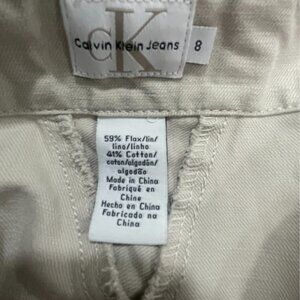 cK
Calvin Klein Jeans
8
59% Flax/lin/
lino/linho
41% Cotton/
coton/algodón/
algodão
Made in China
Fabriqué en
Chine
Hecho en China
Fabricado na
China